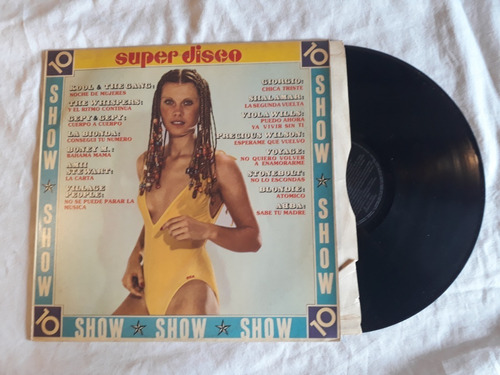 super disco
10
10
KOOL & THE GANG:
NOCHE DE MUJERES
THE WHISPERS:
Y EL RITMO CONTINUA
GEPY & GEPY:
CUERPO A CUERPO
LA BIONDA:
CONSEGUI TU NUMERO
BONEY M.:
BAHAMA MAMA
AMII
STEWART:
LA CARTA
VILLAGE
PEOPLE:
NO SE PUEDE PARAR LA
MUSICA
GIORGIO:
CHICA TRISTE
SHALAMAR:
LA SEGUNDA VUELTA
VIOLA WILLS:
PUEDO AHORA
YA VIVIR SIN TI
PRECIOUS WILSON:
ESPERAME QUE VUELVO
VOYAGE:
NO QUIERO VOLVER
A ENAMORARME
STONEBOLT:
NO LO ESCONDAS
BLONDIE:
ATOMICO
ABBA:
SABE TU MADRE
SHOW SHOW
SHOW SHOW
10
SHOW SHOW SHOW
10